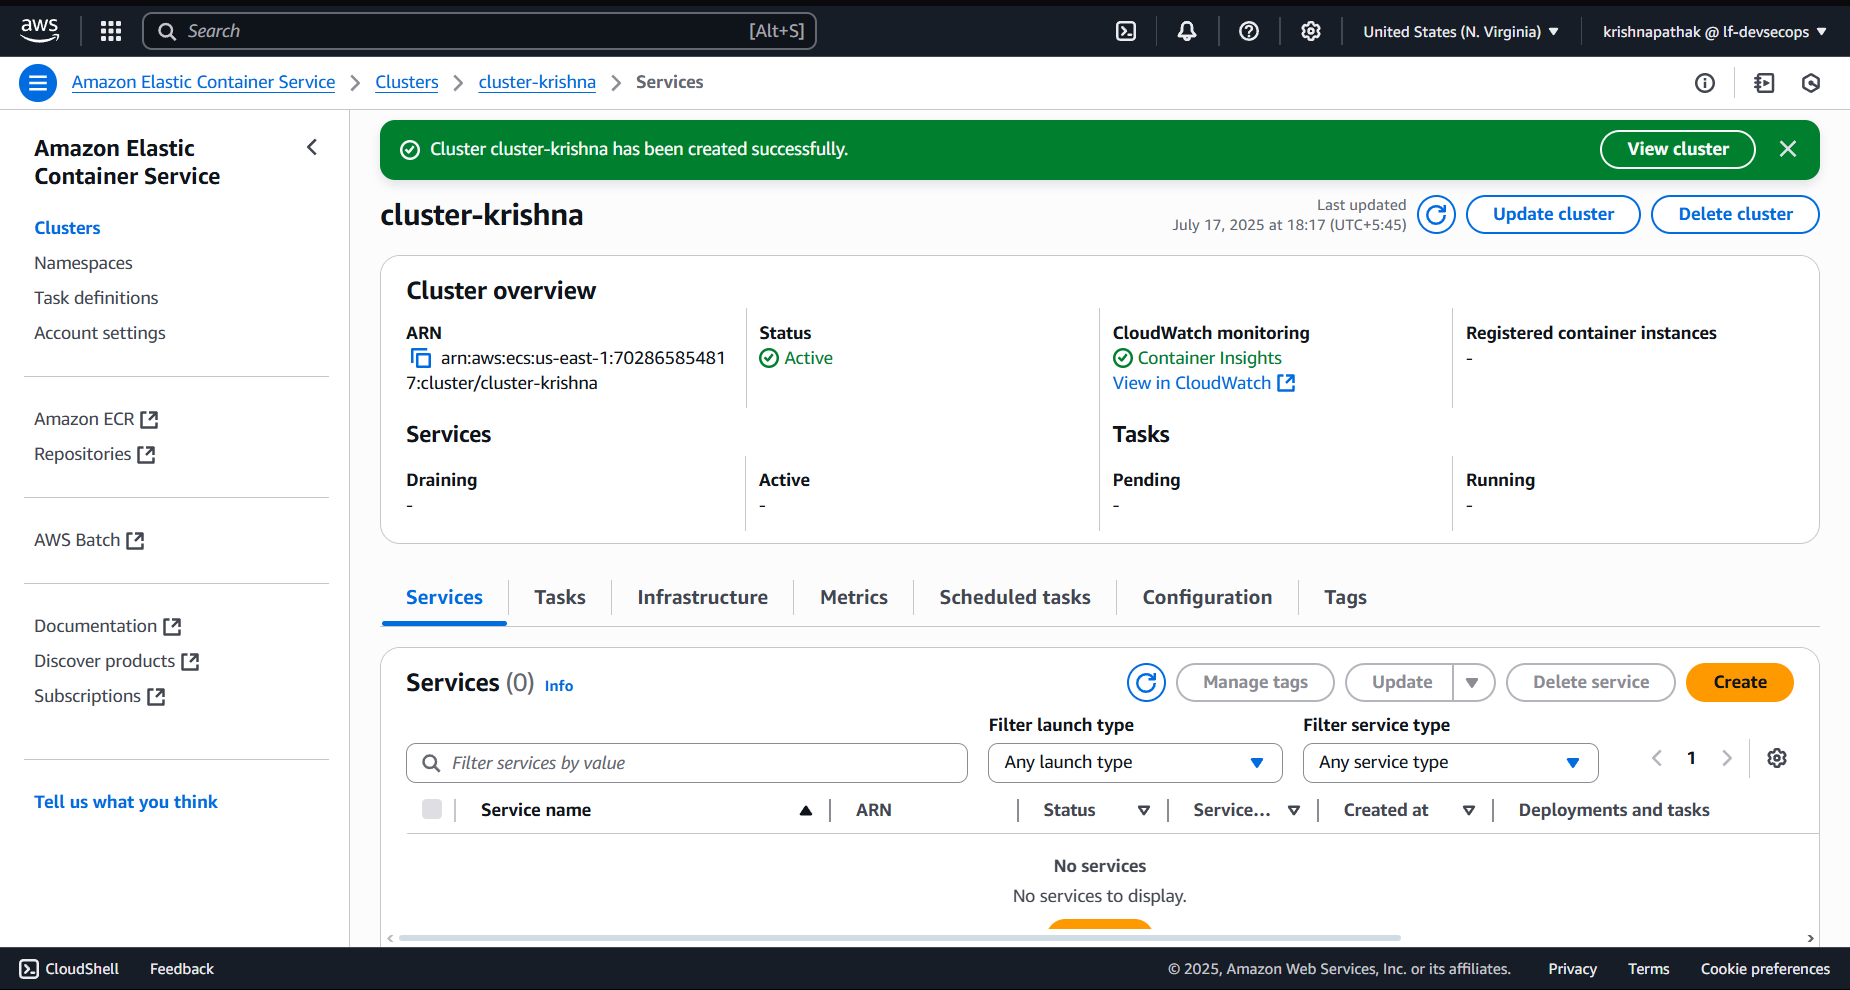 aws
Search [Alt+S]
United States (N. Virginia)
krishnapathak @ lf-devsecops
Amazon Elastic Container Service
Clusters
cluster-krishna
Services
Amazon Elastic
Container Service
Clusters
Namespaces
Task definitions
Account settings
Amazon ECR
Repositories
AWS Batch
Documentation
Discover products
Subscriptions
Tell us what you think
Cluster cluster-krishna has been created successfully.
View cluster
cluster-krishna
Last updated
July 17, 2025 at 18:17 (UTC+5:45)
Update cluster
Delete cluster
Cluster overview
ARN
arn:aws:ecs:us-east-1:70286585481
7:cluster/cluster-krishna
Status
Active
CloudWatch monitoring
Container Insights
View in CloudWatch
Registered container instances
-
Services
Draining
-
Active
-
Tasks
Pending
-
Running
-
Services
Tasks
Infrastructure
Metrics
Scheduled tasks
Configuration
Tags
Services (0) Info
Manage tags
Update
Delete service
Create
Filter services by value
Filter launch type
Any launch type
Filter service type
Any service type
1
Service name
ARN
Status
Service...
Created at
Deployments and tasks
No services
No services to display.
CloudShell
Feedback
© 2025, Amazon Web Services, Inc. or its affiliates.
Privacy
Terms
Cookie preferences